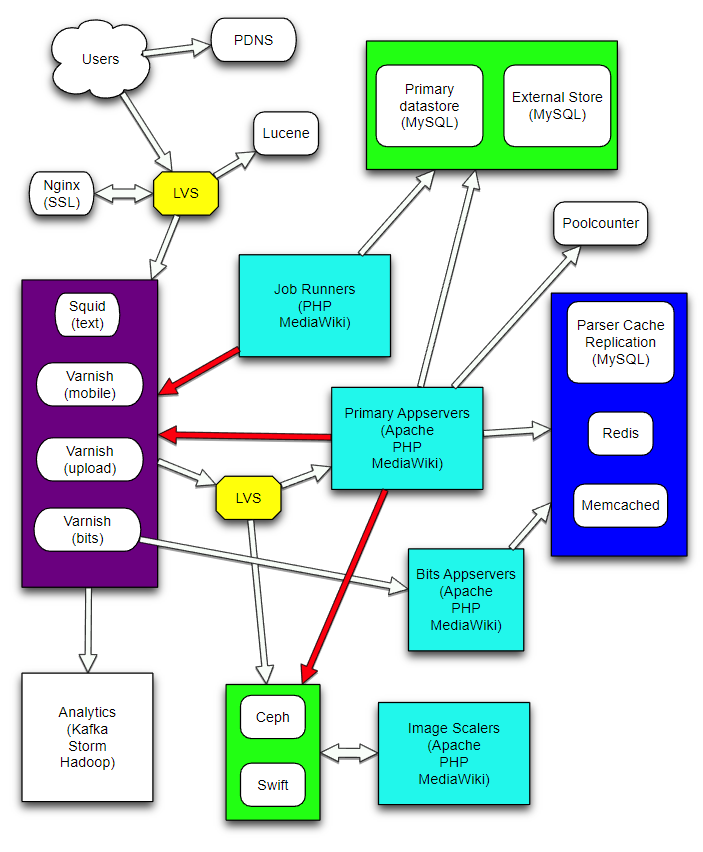 Users
PDNS
Primary
datastore
(MySQL)
External Store
(MySQL)
Lucene
Nginx
(SSL)
LVS
Poolcounter
Job Runners
(PHP
MediaWiki)
Squid
(text)
Varnish
(mobile)
Varnish
(upload)
Varnish
(bits)
Parser Cache
Replication
(MySQL)
Redis
Memcached
Primary Appservers
(Apache
PHP
MediaWiki)
LVS
Bits Appservers
(Apache
PHP
MediaWiki)
Analytics
(Kafka
Storm
Hadoop)
Ceph
Swift
Image Scalers
(Apache
PHP
MediaWiki)